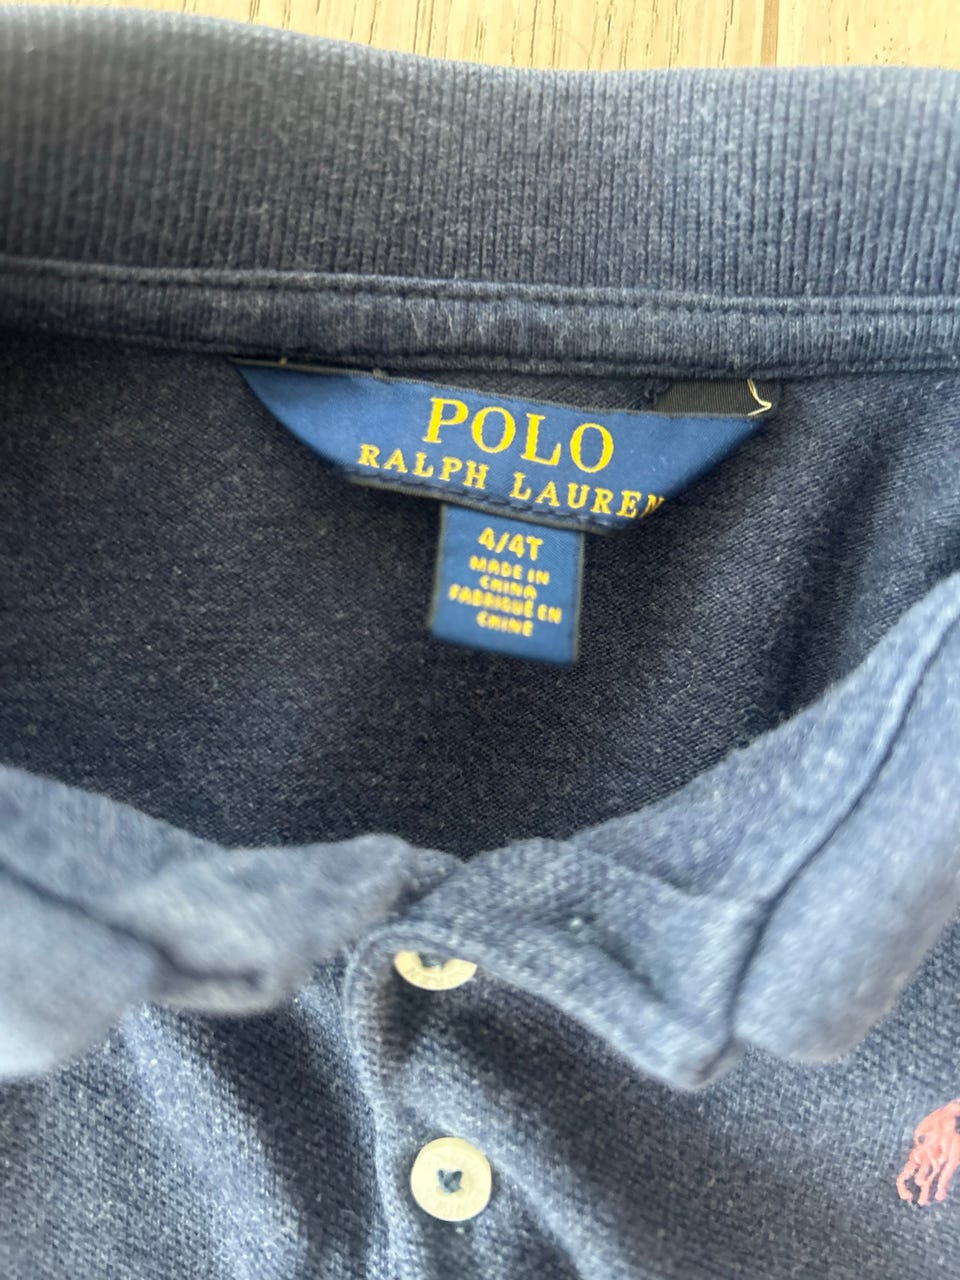 POLO
RALPH LAUREN
4/4T
MADE IN
CHINA
FABRIQUÉ EN
CHINE